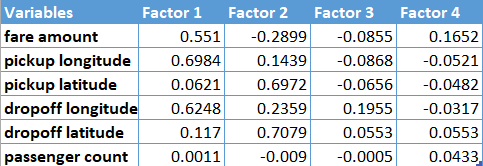 Variables Factor 1 Factor 2 Factor 3 Factor 4
fare amount 0.551 -0.2899 -0.0855 0.1652
pickup longitude 0.6984 0.1439 -0.0868 -0.0521
pickup latitude 0.0621 0.6972 -0.0656 -0.0482
dropoff longitude 0.6248 0.2359 0.1955 -0.0317
dropoff latitude 0.117 0.7079 0.0553 0.0553
passenger count 0.0011 -0.009 -0.0005 0.0433